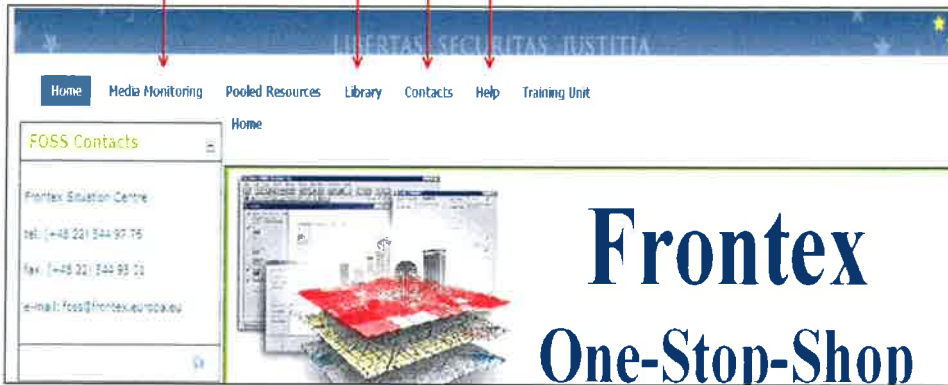 LIBERTAS SECURITAS IUSTITIA
Home Media Monitoring Pooled Resources Library Contacts Help Training Unit
Home
FOSS Contacts
Frontex Situation Centre
e-mail: foss@frontex.europa.eu
Frontex
One-Stop-Shop